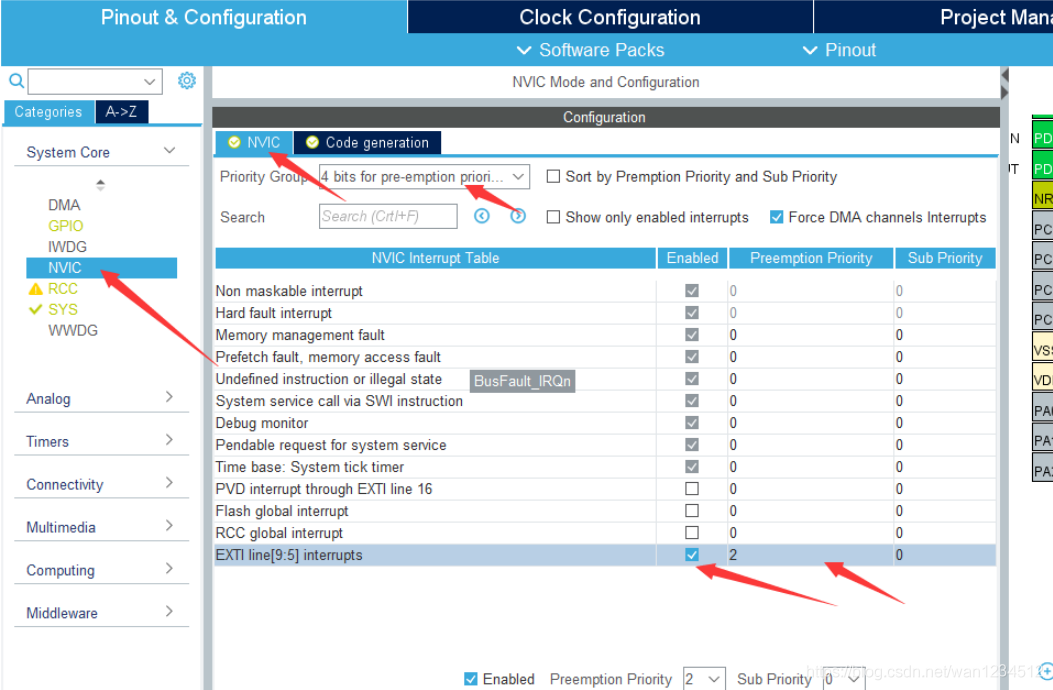 Pinout & Configuration
Clock Configuration
Project Mana
Software Packs
Pinout
NVIC Mode and Configuration
Categories
A->Z
System Core
DMA
GPIO
IWDG
NVIC
RCC
SYS
WWDG
Analog
Timers
Connectivity
Multimedia
Computing
Middleware
Configuration
NVIC
Code generation
Priority Group
4 bits for pre-emption priori...
Sort by Premption Priority and Sub Priority
Search
Search (Crtl+F)
Show only enabled interrupts
Force DMA channels Interrupts
NVIC Interrupt Table Enabled Preemption Priority Sub Priority
Non maskable interrupt 0 0
Hard fault interrupt 0 0
Memory management fault 0 0
Prefetch fault, memory access fault 0 0
Undefined instruction or illegal state 0 0
BusFault_IRQn
System service call via SWI instruction 0 0
Debug monitor 0 0
Pendable request for system service 0 0
Time base: System tick timer 0 0
PVD interrupt through EXTI line 16 0 0
Flash global interrupt 0 0
RCC global interrupt 0 0
EXTI line[9:5] interrupts 2 0
Enabled Preemption Priority 2 Sub Priority 0
N
UT
PD
PD
NR
PC
PC
PC
PC
VSS
VD
PA
PA
PA